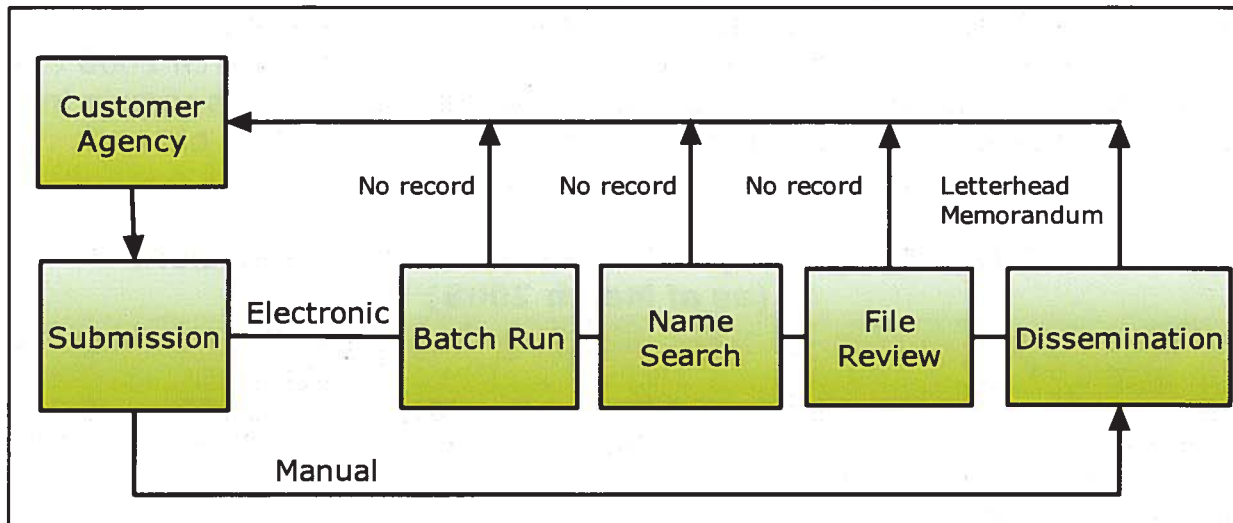 Customer
Agency
No record
No record
No record
Letterhead
Memorandum
Submission
Electronic
Batch Run
Name
Search
File
Review
Dissemination
Manual